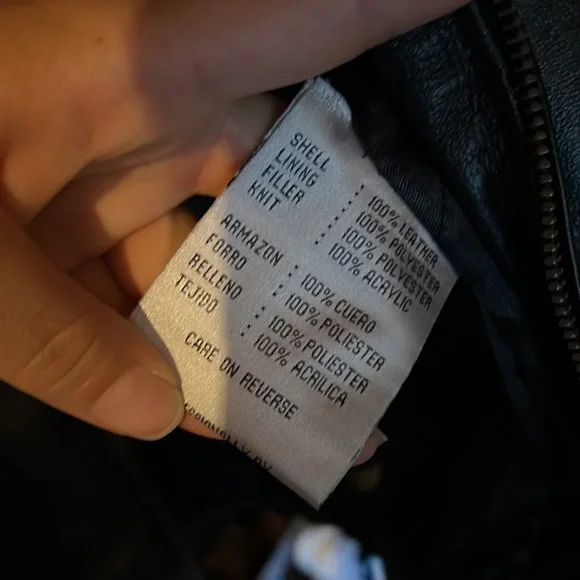 SHELL : 100% LEATHER
LINING : 100% POLYESTER
FILLER : 100% POLYESTER
KNIT : 100% ACRYLIC
ARMAZON : 100% CUERO
FORRO : 100% POLIESTER
RELLENO : 100% POLIESTER
TEJIDO : 100% ACRILICA
CARE ON REVERSE